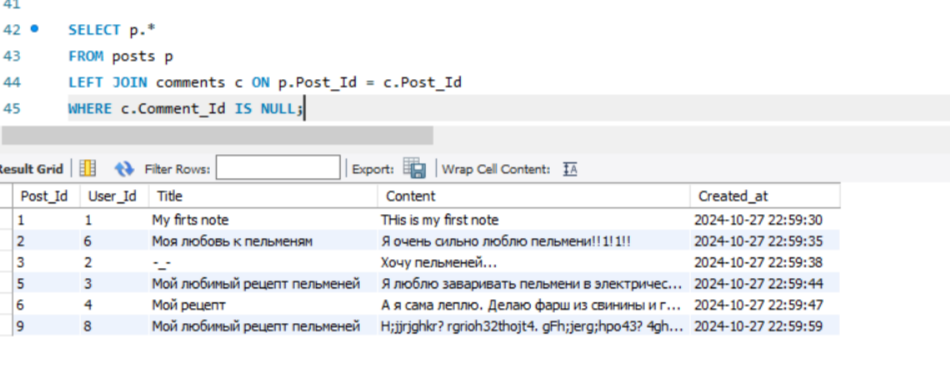 41
42 SELECT p.*
43 FROM posts p
44 LEFT JOIN comments c ON p.Post_Id = c.Post_Id
45 WHERE c.Comment_Id IS NULL;
Result Grid Filter Rows: Export: Wrap Cell Content:
Post_Id User_Id Title Content Created_at
1 1 My firts note THis is my first note 2024-10-27 22:59:30
2 6 Моя любовь к пельменям Я очень сильно люблю пельмени!!1!1!! 2024-10-27 22:59:35
3 2 -_- Хочу пельменей... 2024-10-27 22:59:38
5 3 Мой любимый рецепт пельменей Я люблю заваривать пельмени в электричес... 2024-10-27 22:59:44
6 4 Мой рецепт А я сама леплю. Делаю фарш из свинины и г... 2024-10-27 22:59:47
9 8 Мой любимый рецепт пельменей H;jjrjghkr? rgrioh32thojt4. gFh;jerg;hpo43? 4gh... 2024-10-27 22:59:59